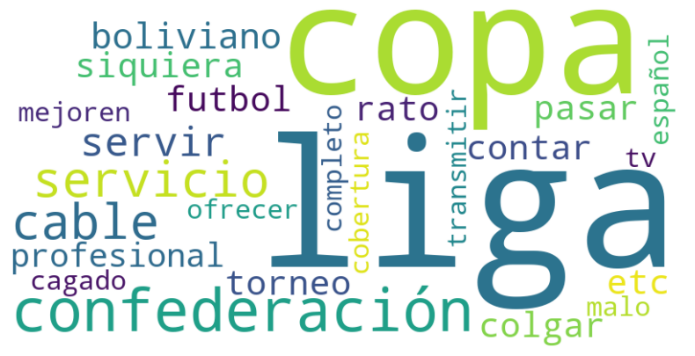 copa
boliviano
siquiera
español
mejoren
futbol
rato
pasar
servir
completo
transmitir
contar
tv
liga
servicio
cobertura
cable
ofrecer
profesional
cagado
torneo
etc
confederación
malo
colgar